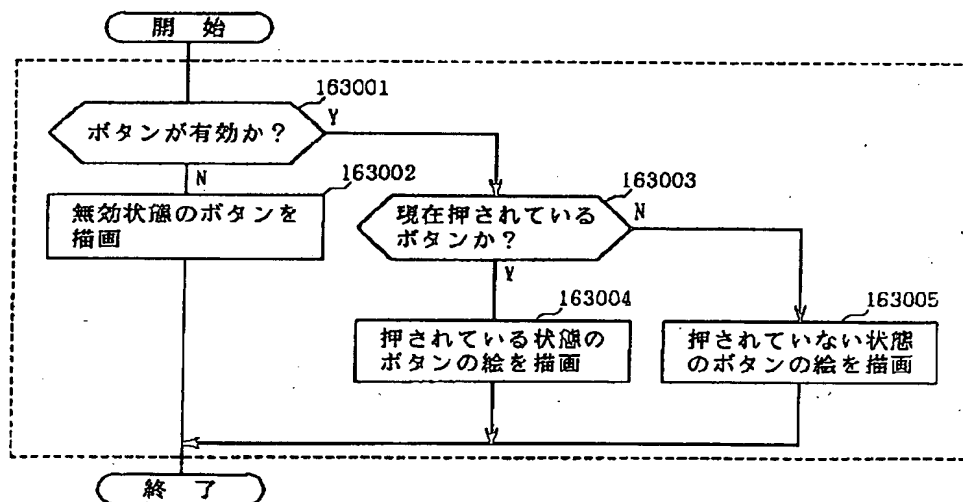 開 始
163001
ボタンが有効か？
Y
N
163002
無効状態のボタンを
描画
163003
現在押されている
ボタンか？
N
Y
163004
押されている状態の
ボタンの絵を描画
163005
押されていない状態
のボタンの絵を描画
終 了